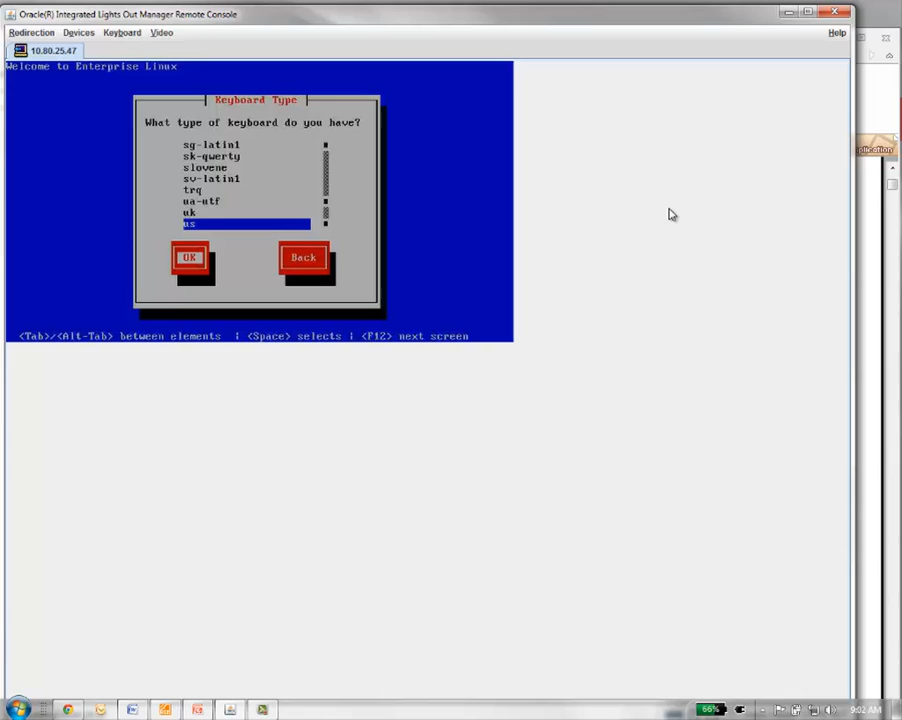 Oracle(R) Integrated Lights Out Manager Remote Console
Redirection Devices Keyboard Video Help
10.80.25.47
Welcome to Enterprise Linux
Keyboard Type
What type of keyboard do you have?
sg-latin1
sk-qwerty
slovene
sv-latin1
trq
ua-utf
uk
us
OK Back
<Tab>/<Alt-Tab> between elements | <Space> selects | <F12> next screen
plication
66% 9:02 AM